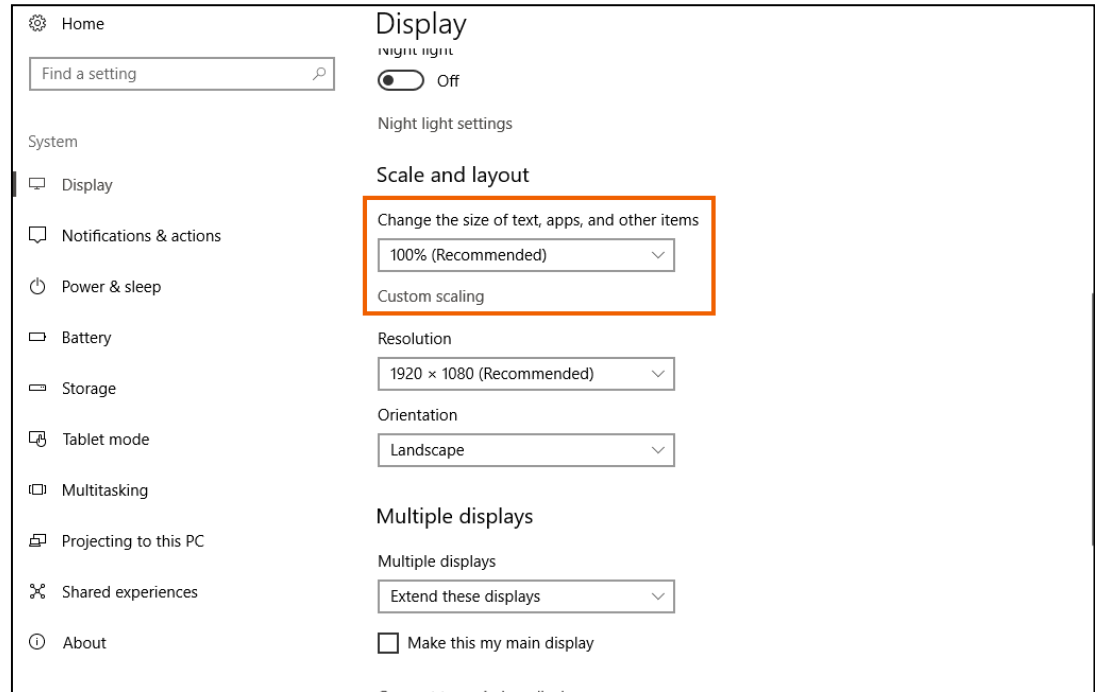 Home
Find a setting
System
Display
Notifications & actions
Power & sleep
Battery
Storage
Tablet mode
Multitasking
Projecting to this PC
Shared experiences
About
Display
Night light
Off
Night light settings
Scale and layout
Change the size of text, apps, and other items
100% (Recommended)
Custom scaling
Resolution
1920 × 1080 (Recommended)
Orientation
Landscape
Multiple displays
Multiple displays
Extend these displays
Make this my main display